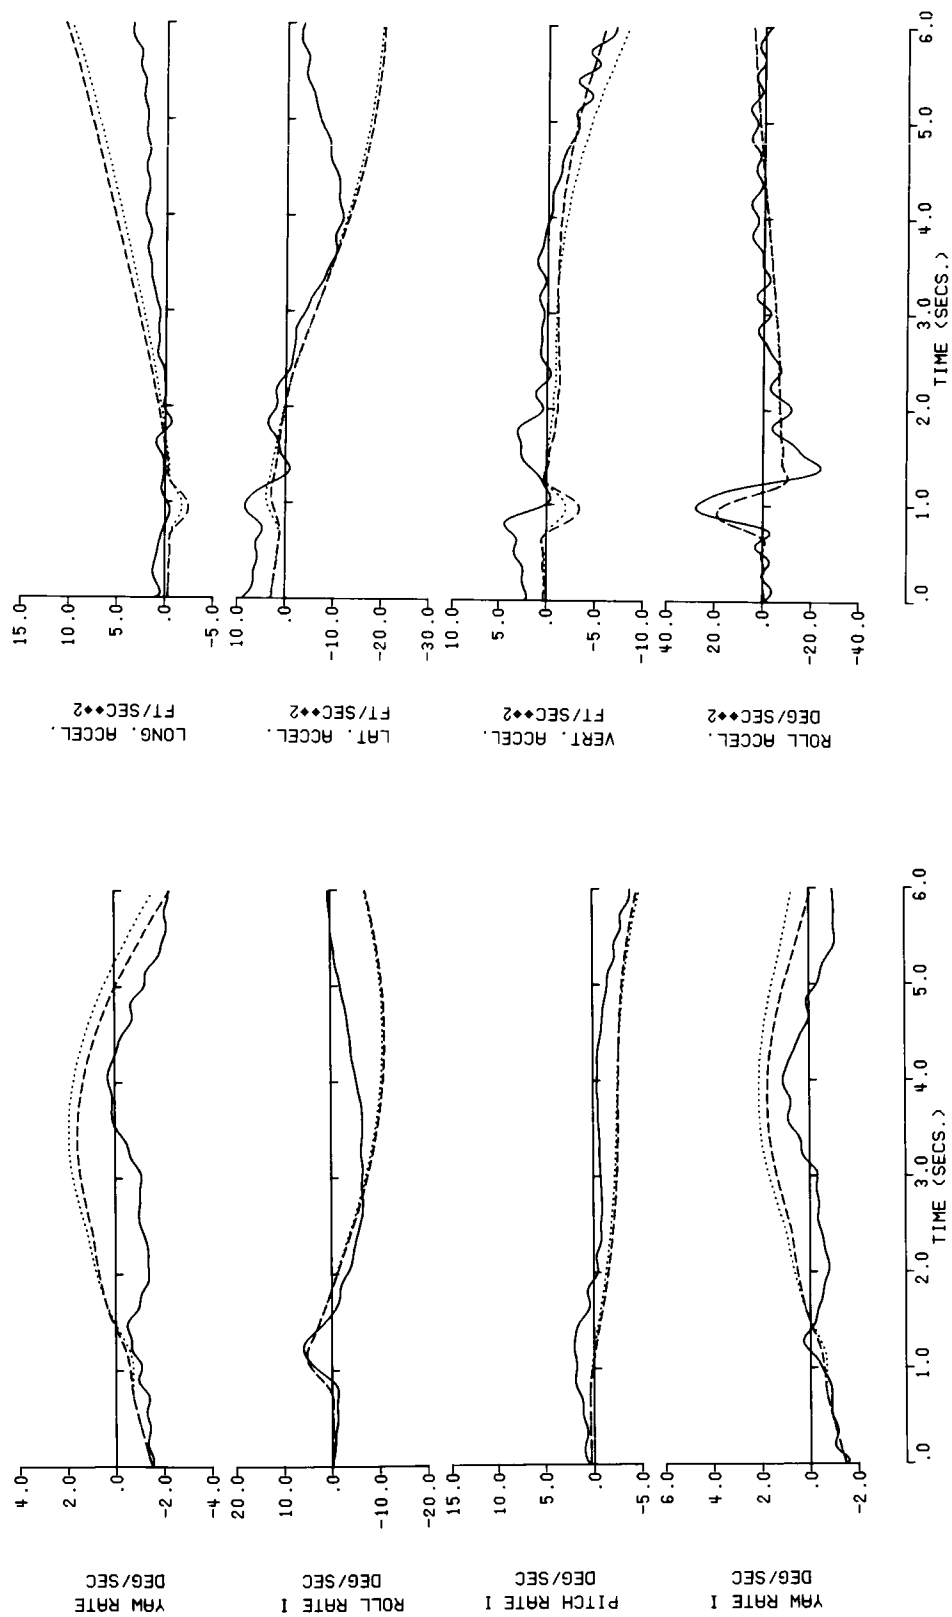 YAW RATE
DEG/SEC
4.0
2.0
.0
-2.0
-4.0
ROLL RATE I
DEG/SEC
20.0
10.0
.0
-10.0
-20.0
PITCH RATE I
DEG/SEC
15.0
10.0
5.0
.0
-5.0
YAW RATE I
DEG/SEC
6.0
4.0
2.0
.0
-2.0
.0 1.0 2.0 3.0 4.0 5.0 6.0
TIME (SECS.)
LONG. ACCEL.
FT/SEC◆◆2
15.0
10.0
5.0
.0
-5.0
LAT. ACCEL.
FT/SEC◆◆2
10.0
.0
-10.0
-20.0
-30.0
VERT. ACCEL.
FT/SEC◆◆2
10.0
5.0
.0
-5.0
-10.0
ROLL ACCEL.
DEG/SEC◆◆2
40.0
20.0
.0
-20.0
-40.0
.0 1.0 2.0 3.0 4.0 5.0 6.0
TIME (SECS.)